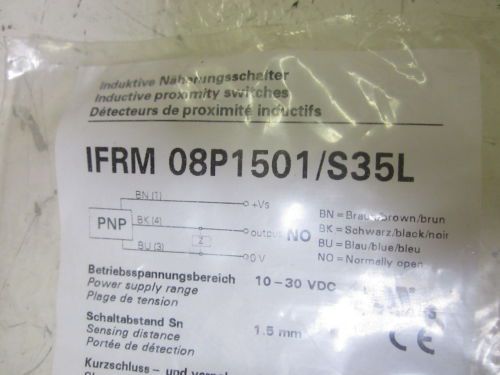 Induktive Näherungsschalter
Inductive proximity switches
Détecteurs de proximité inductifs
IFRM 08P1501/S35L
BN (1)
+Vs
PNP
BK (4)
output NO
Z
BU (3)
0 V
BN = Braun/brown/brun
BK = Schwarz/black/noir
BU = Blau/blue/bleu
NO = Normally open
Betriebsspannungsbereich 10 – 30 VDC
Power supply range
Plage de tension
Schaltabstand Sn 1.5 mm
Sensing distance
Portée de détection
CE
Kurzschluss – und